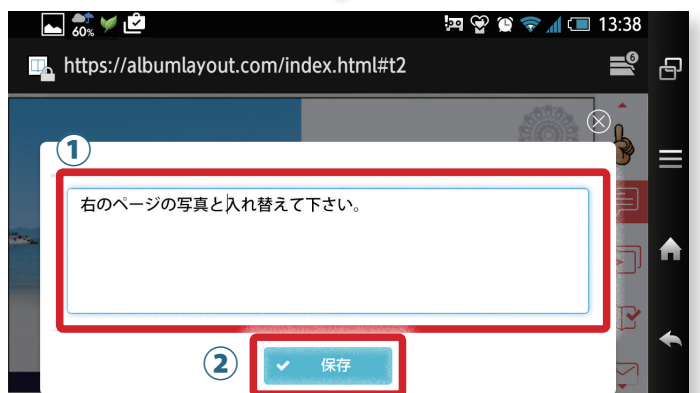 60%
13:38
https://albumlayout.com/index.html#t2
6
①
右のページの写真と入れ替えて下さい。
②
保存